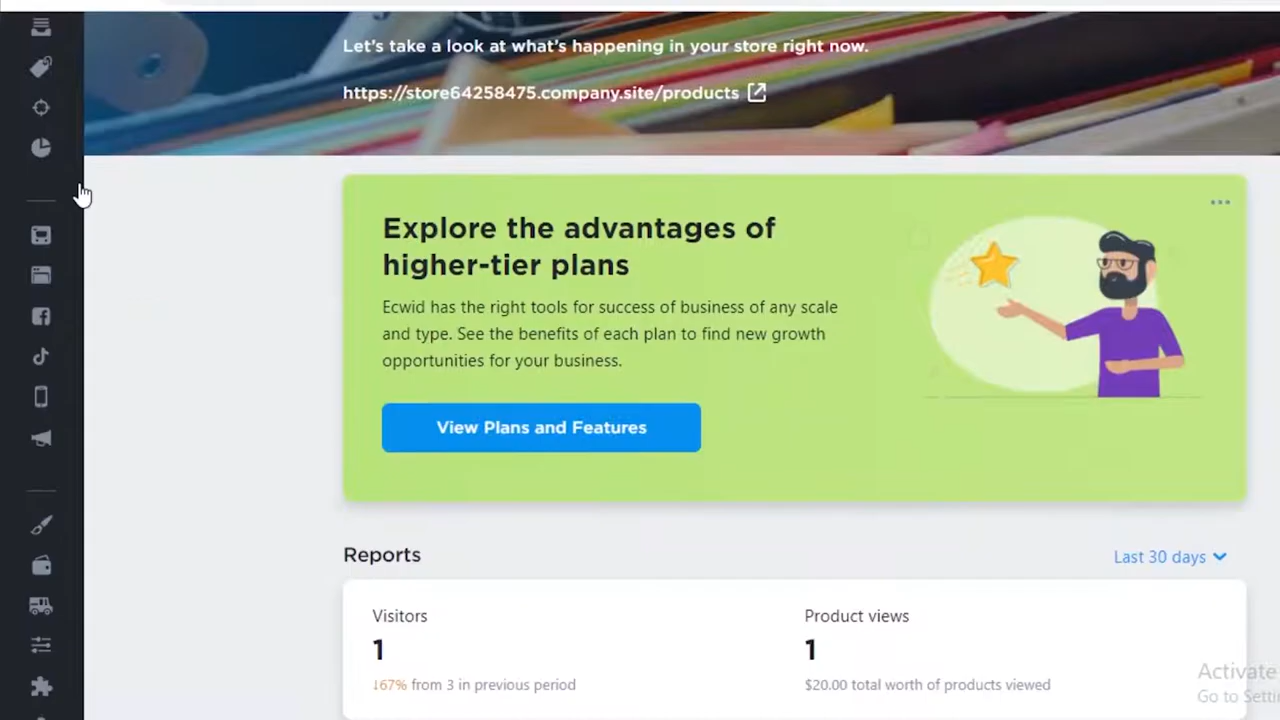 Let's take a look at what's happening in your store right now.
https://store64258475.company.site/products
Explore the advantages of
higher-tier plans
Ecwid has the right tools for success of business of any scale
and type. See the benefits of each plan to find new growth
opportunities for your business.
View Plans and Features
Reports
Last 30 days
Visitors
Product views
1
1
↓67% from 3 in previous period
$20.00 total worth of products viewed
Activate
Go to Setti